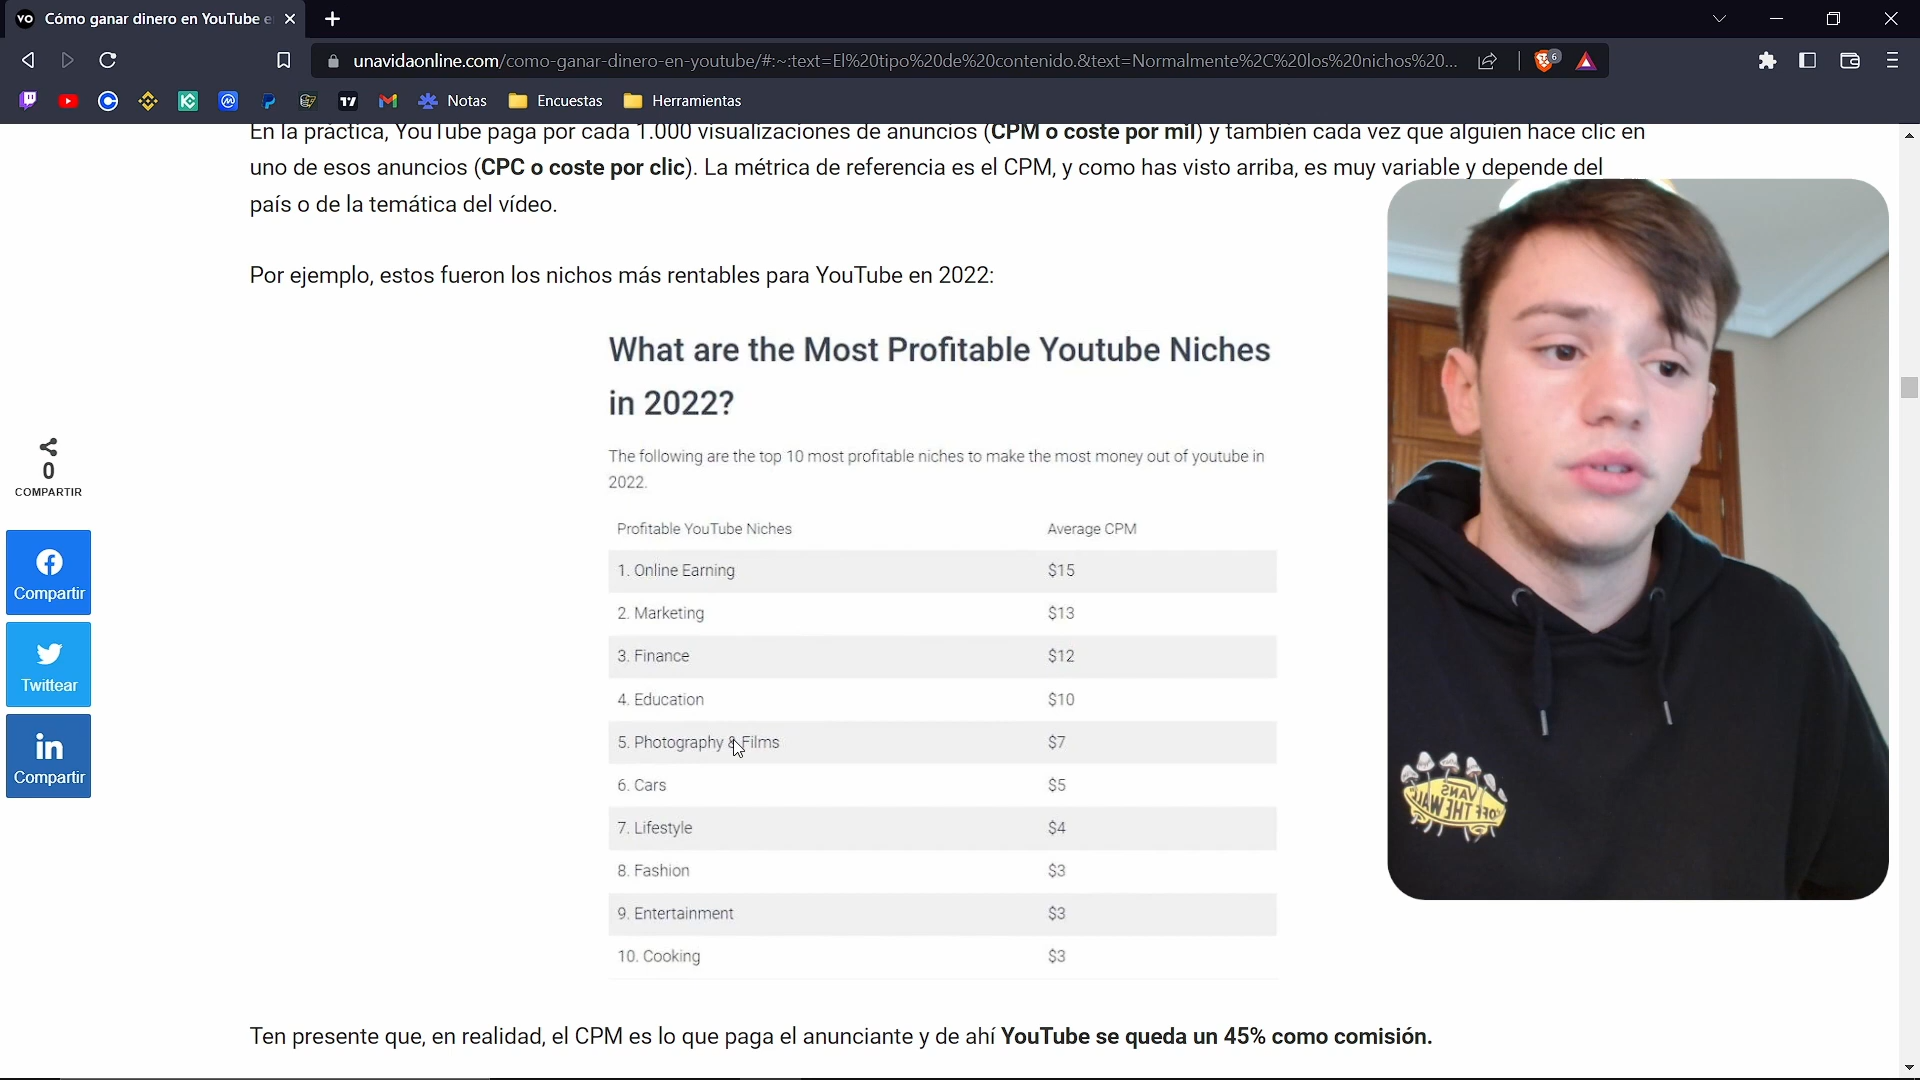 Cómo ganar dinero en YouTube e
unavidaonline.com/como-ganar-dinero-en-youtube/#:~:text=El%20tipo%20de%20contenido.&text=Normalmente%2C%20los%20nichos%20...
6
Notas
Encuestas
Herramientas
En la práctica, YouTube paga por cada 1.000 visualizaciones de anuncios (CPM o coste por mil) y también cada vez que alguien hace clic en
uno de esos anuncios (CPC o coste por clic). La métrica de referencia es el CPM, y como has visto arriba, es muy variable y depende del
país o de la temática del vídeo.
Por ejemplo, estos fueron los nichos más rentables para YouTube en 2022:
What are the Most Profitable Youtube Niches
in 2022?
The following are the top 10 most profitable niches to make the most money out of youtube in
2022.
Profitable YouTube Niches Average CPM
1. Online Earning $15
2. Marketing $13
3. Finance $12
4. Education $10
5. Photography & Films $7
6. Cars $5
7. Lifestyle $4
8. Fashion $3
9. Entertainment $3
10. Cooking $3
0
COMPARTIR
Compartir
Twittear
Compartir
VANS
"OFF THE WALL"
Ten presente que, en realidad, el CPM es lo que paga el anunciante y de ahí YouTube se queda un 45% como comisión.